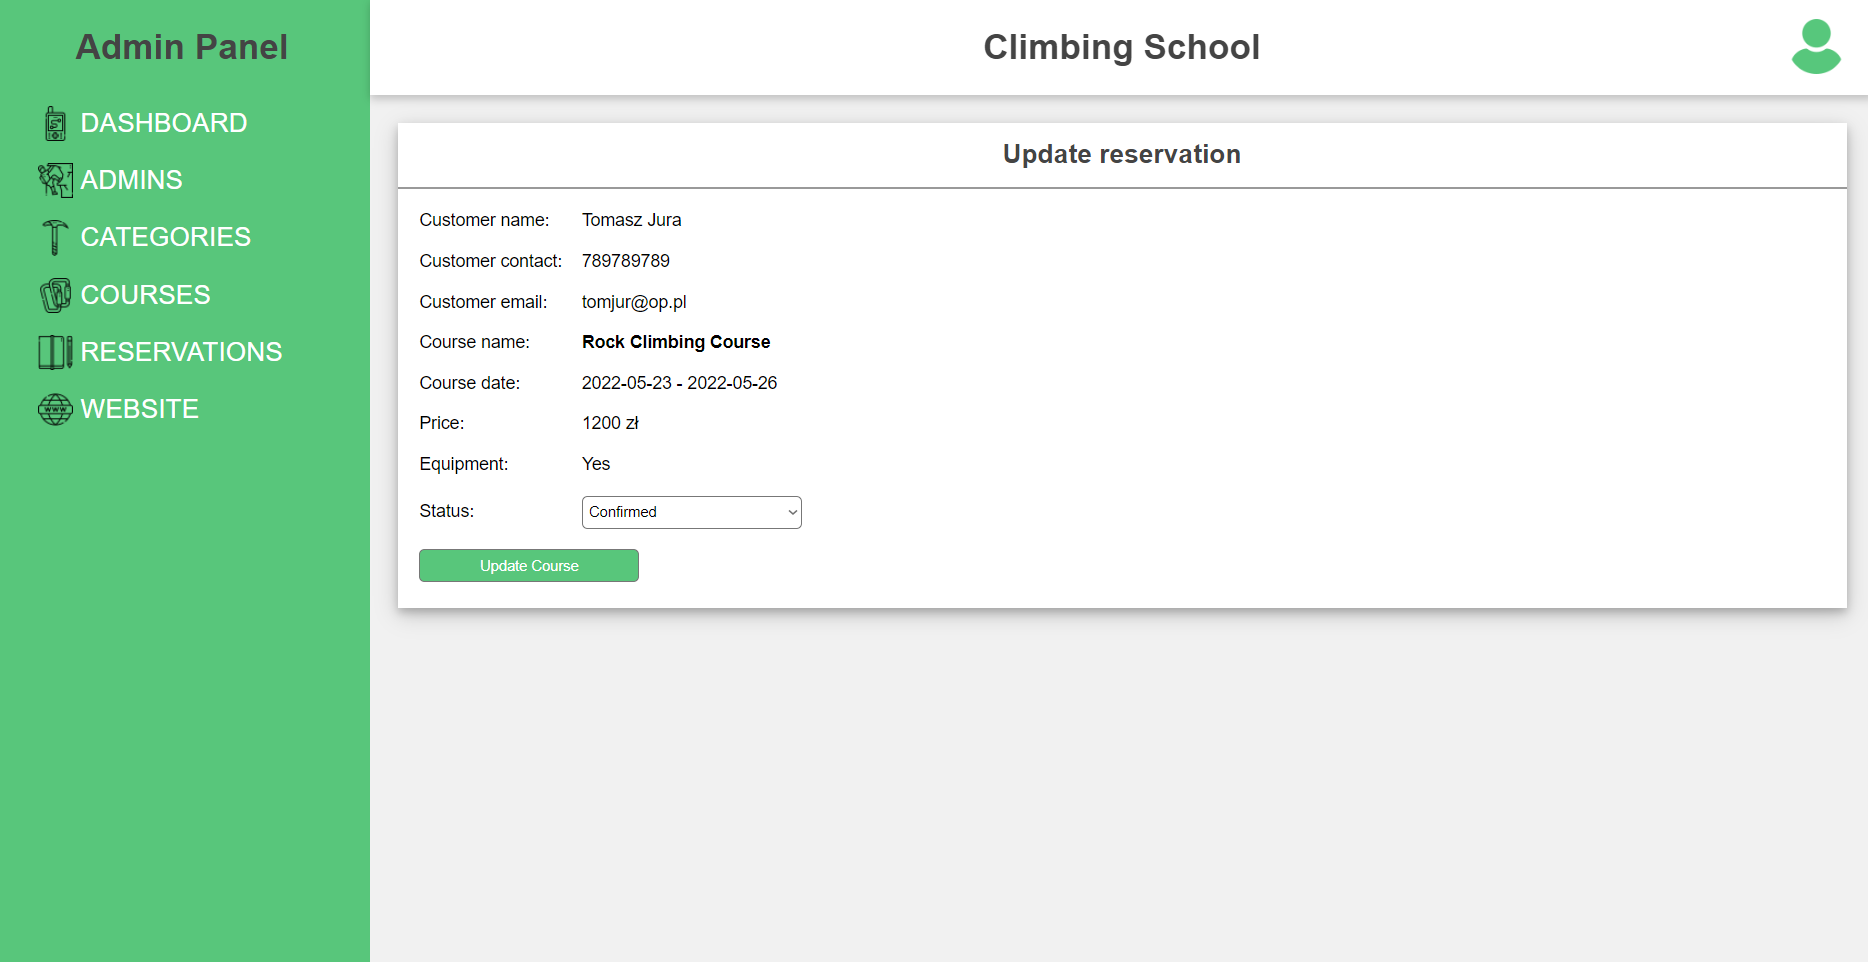 Admin Panel
DASHBOARD
ADMINS
CATEGORIES
COURSES
RESERVATIONS
WWW WEBSITE
Climbing School
Update reservation
Customer name: Tomasz Jura
Customer contact: 789789789
Customer email: tomjur@op.pl
Course name: Rock Climbing Course
Course date: 2022-05-23 - 2022-05-26
Price: 1200 zł
Equipment: Yes
Status: Confirmed
Update Course